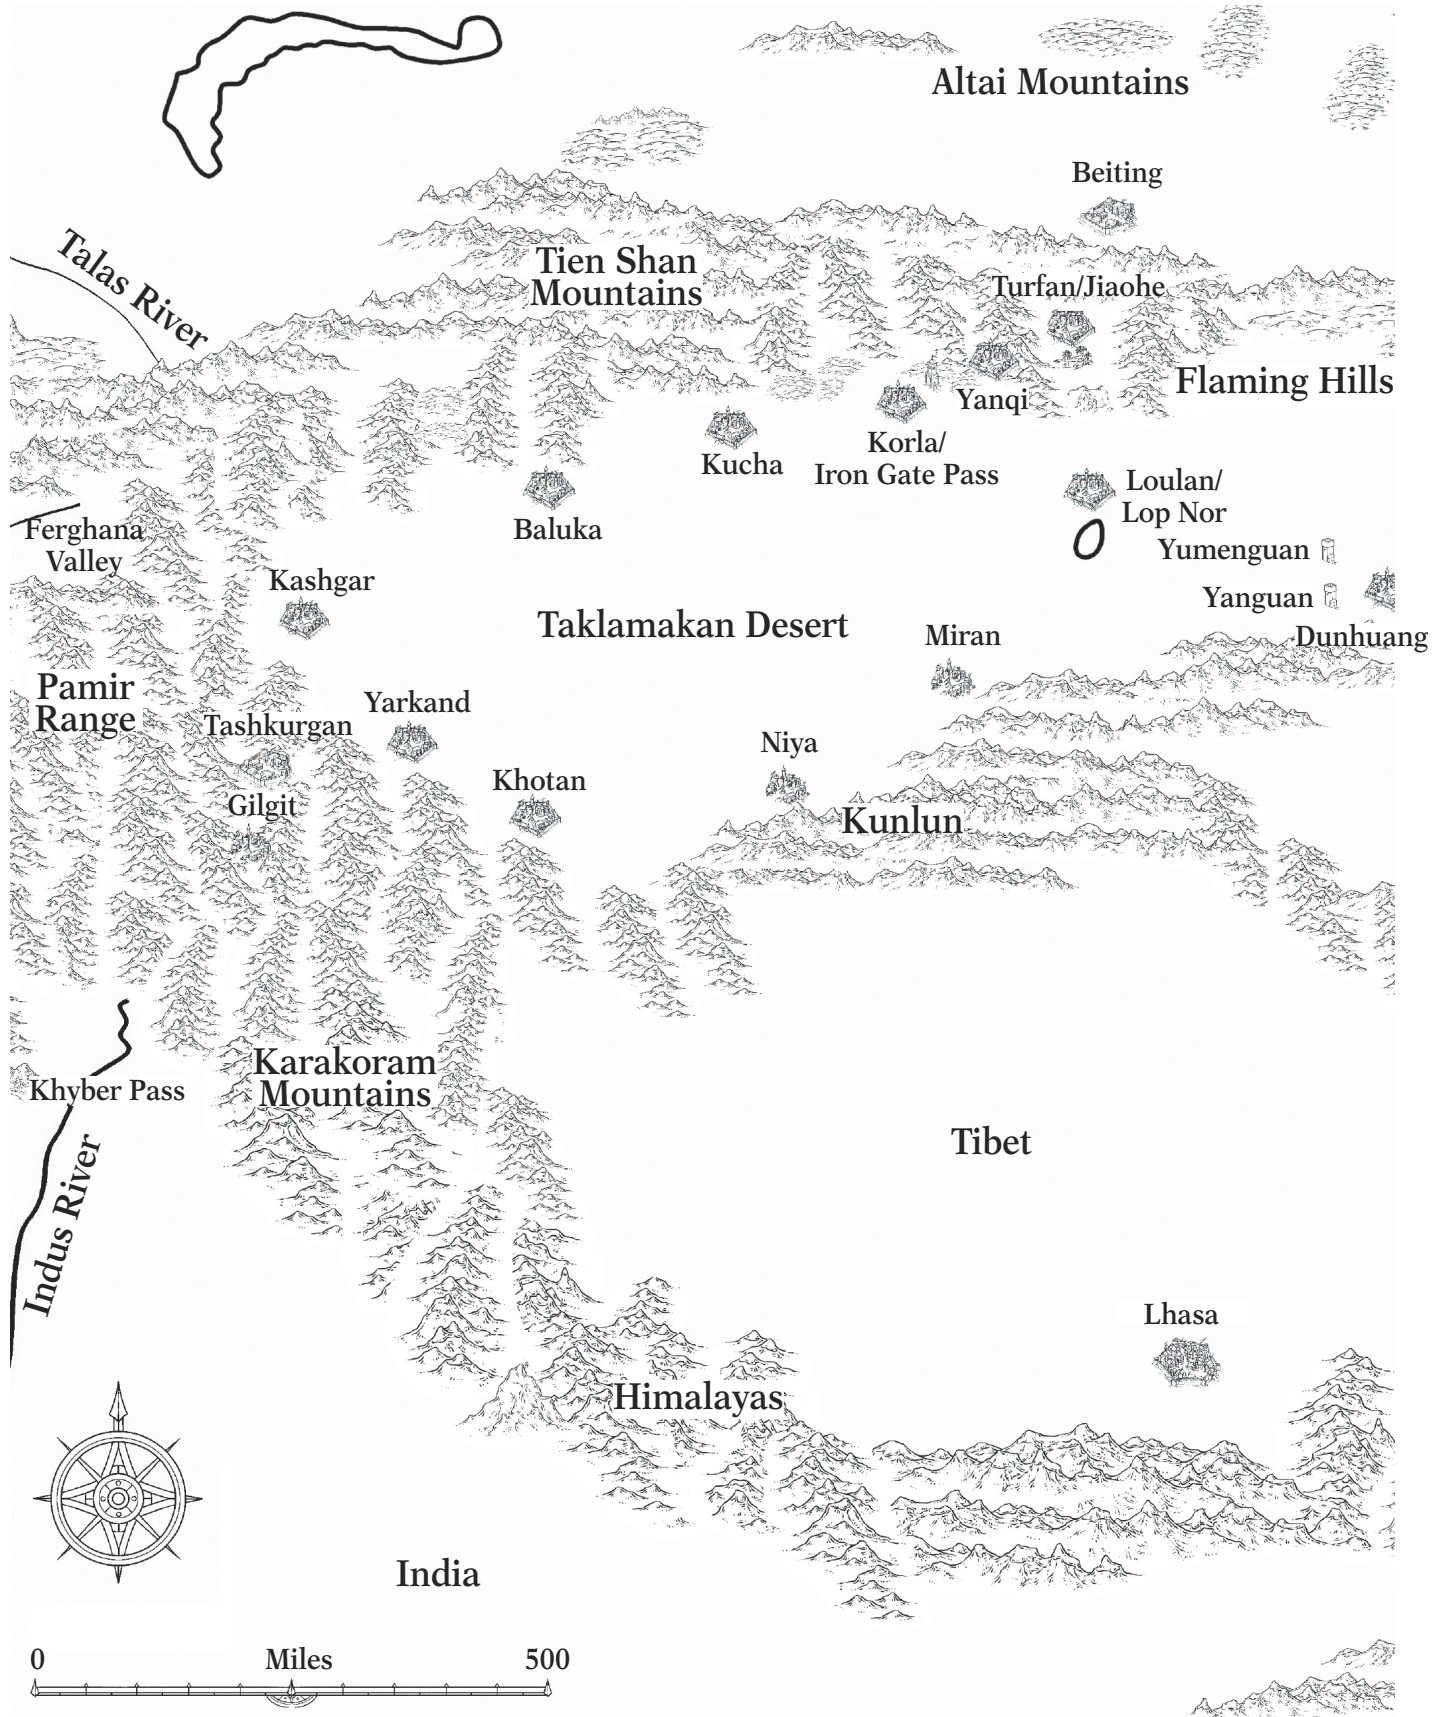 Altai Mountains
Beiting
Talas River
Tien Shan
Mountains
Turfan/Jiaohe
Flaming Hills
Yanqi
Korla/
Iron Gate Pass
Kucha
Loulan/
Lop Nor
Baluka
Ferghana
Valley
Yumenguan
Kashgar
Yanguan
Taklamakan Desert
Miran
Dunhuang
Pamir
Range
Yarkand
Tashkurgan
Niya
Khotan
Gilgit
Kunlun
Karakoram
Mountains
Khyber Pass
Tibet
Indus River
Lhasa
Himalayas
India
0 Miles 500